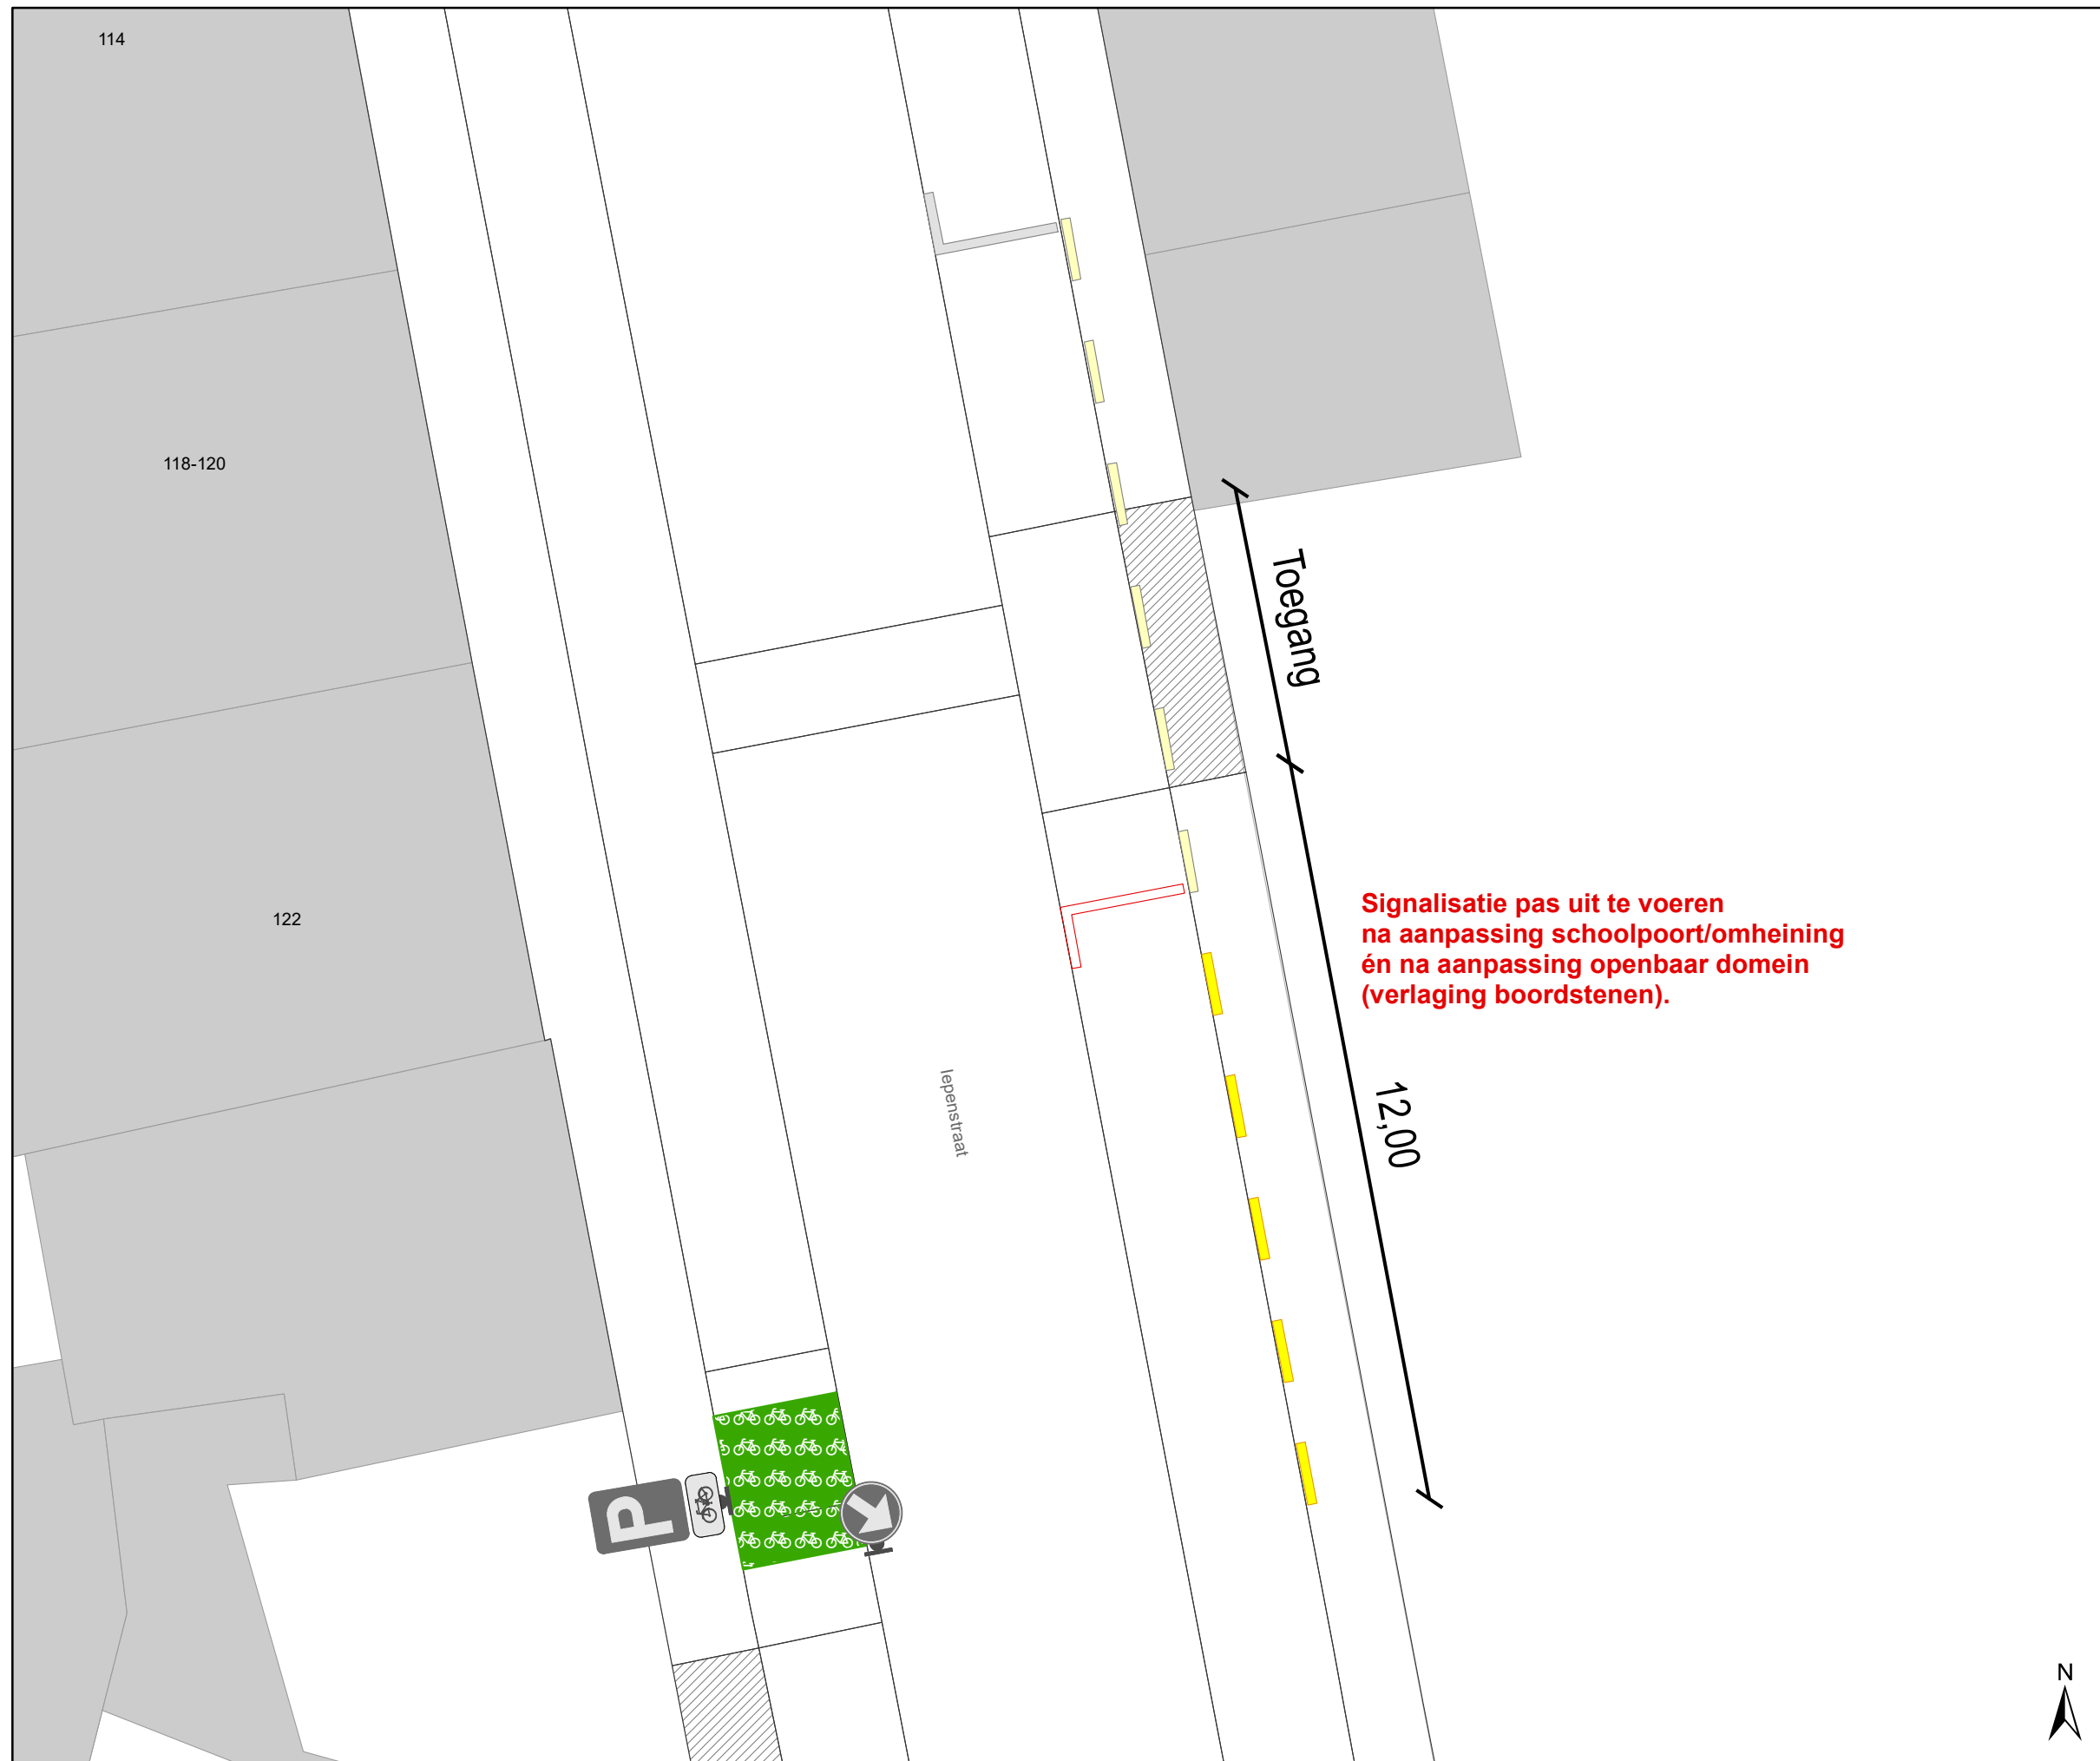 114
118-120
Toegang
122
Signalisatie pas uit te voeren
na aanpassing schoolpoort/omheining
én na aanpassing openbaar domein
(verlaging boordstenen).
Iepenstraat
12,00
P
N